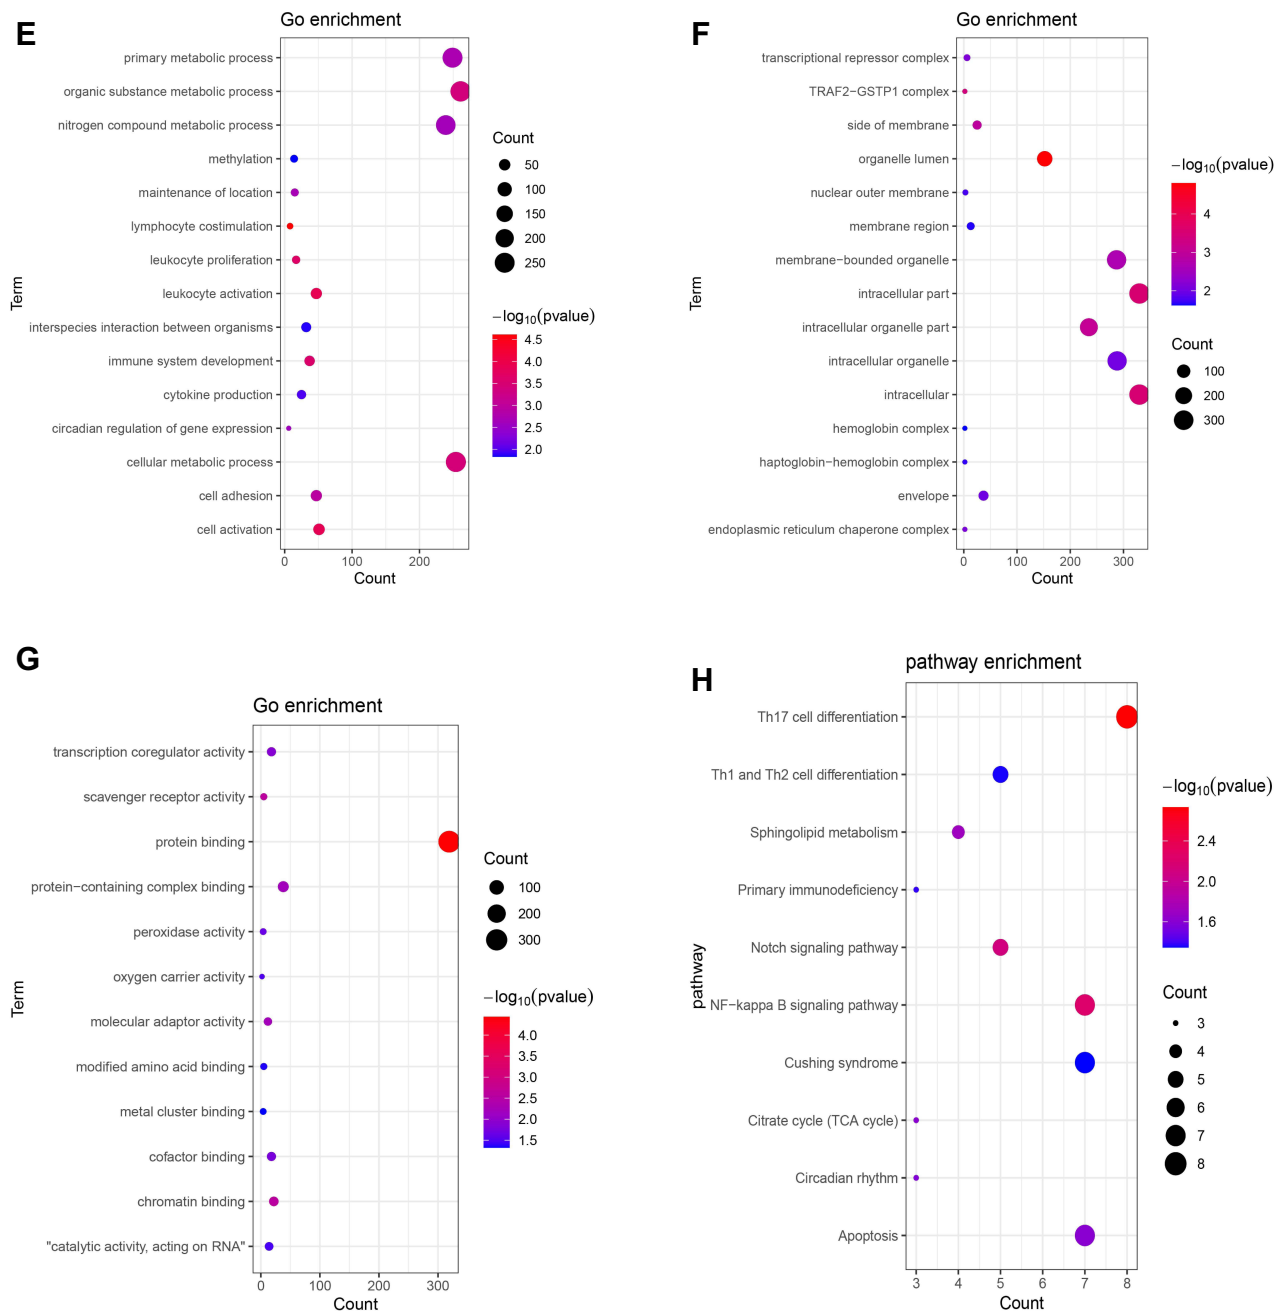 E
Go enrichment
primary metabolic process
organic substance metabolic process
nitrogen compound metabolic process
methylation
maintenance of location
lymphocyte costimulation
leukocyte proliferation
leukocyte activation
interspecies interaction between organisms
immune system development
cytokine production
circadian regulation of gene expression
cellular metabolic process
cell adhesion
cell activation
Term
0 100 200
Count
Count
50
100
150
200
250
−log10(pvalue)
4.5
4.0
3.5
3.0
2.5
2.0
F
Go enrichment
transcriptional repressor complex
TRAF2−GSTP1 complex
side of membrane
organelle lumen
nuclear outer membrane
membrane region
membrane−bounded organelle
intracellular part
intracellular organelle part
intracellular organelle
intracellular
hemoglobin complex
haptoglobin−hemoglobin complex
envelope
endoplasmic reticulum chaperone complex
Term
0 100 200 300
Count
−log10(pvalue)
4
3
2
Count
100
200
300
G
Go enrichment
transcription coregulator activity
scavenger receptor activity
protein binding
protein−containing complex binding
peroxidase activity
oxygen carrier activity
molecular adaptor activity
modified amino acid binding
metal cluster binding
cofactor binding
chromatin binding
"catalytic activity, acting on RNA"
Term
0 100 200 300
Count
Count
100
200
300
−log10(pvalue)
4.0
3.5
3.0
2.5
2.0
1.5
H
pathway enrichment
Th17 cell differentiation
Th1 and Th2 cell differentiation
Sphingolipid metabolism
Primary immunodeficiency
Notch signaling pathway
NF−kappa B signaling pathway
Cushing syndrome
Citrate cycle (TCA cycle)
Circadian rhythm
Apoptosis
pathway
3 4 5 6 7 8
Count
−log10(pvalue)
2.4
2.0
1.6
Count
3
4
5
6
7
8